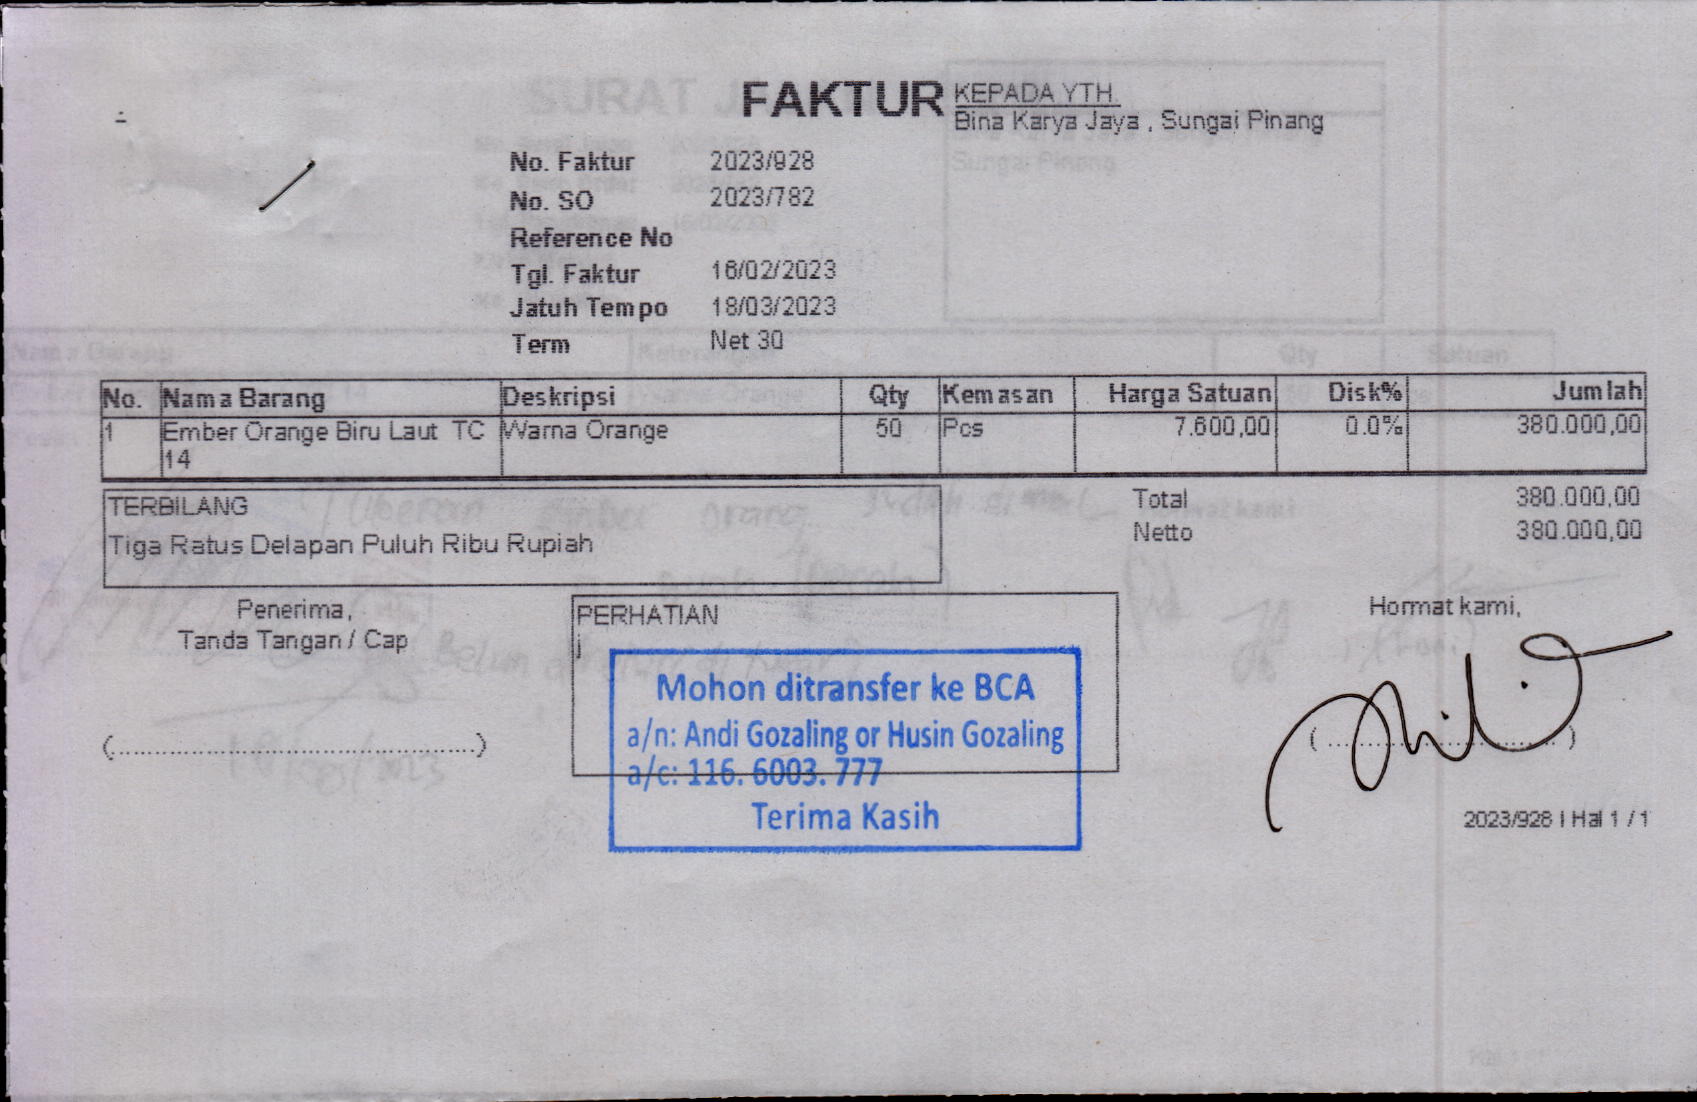 FAKTUR
KEPADA YTH.
Bina Karya Jaya , Sungai Pinang
No. Faktur 2023/928
No. SO 2023/782
Reference No
Tgl. Faktur 16/02/2023
Jatuh Tempo 18/03/2023
Term Net 30
No. Nama Barang Deskripsi Qty Kemasan Harga Satuan Disk% Jumlah
1 Ember Orange Biru Laut TC Warna Orange 50 Pcs 7.600,00 0.0% 380.000,00
14
TERBILANG
Tiga Ratus Delapan Puluh Ribu Rupiah
Total 380.000,00
Netto 380.000,00
Penerima,
Tanda Tangan / Cap
(....................................................)
PERHATIAN
j
Mohon ditransfer ke BCA
a/n: Andi Gozaling or Husin Gozaling
a/c: 116. 6003. 777
Terima Kasih
Hormat kami,
(....................................)
2023/928 | Hal 1 / 1